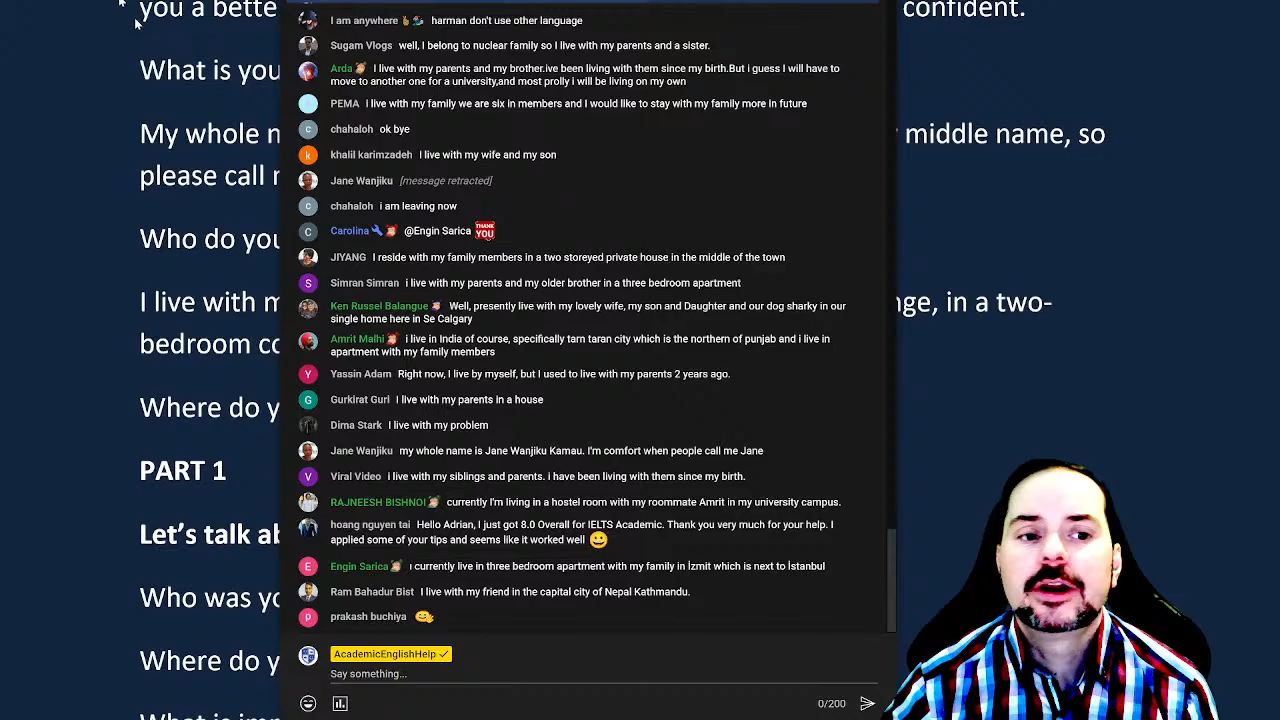 you a bette
confident.
What is you
My whole n
middle name, so
please call r
Who do you
I live with m
nge, in a two-
bedroom co
Where do y
PART 1
Let's talk ab
Who was yo
Where do y
I am anywhere harman don't use other language
Sugam Vlogs well, I belong to nuclear family so I live with my parents and a sister.
Arda I live with my parents and my brother.ive been living with them since my birth.But i guess I will have to
move to another one for a university,and most prolly i will be living on my own
PEMA i live with my family we are six in members and I would like to stay with my family more in future
c chahaloh ok bye
k khalil karimzadeh I live with my wife and my son
Jane Wanjiku [message retracted]
c chahaloh i am leaving now
C Carolina @Engin Sarica THANK YOU
JIYANG I reside with my family members in a two storeyed private house in the middle of the town
S Simran Simran i live with my parents and my older brother in a three bedroom apartment
Ken Russel Balangue Well, presently live with my lovely wife, my son and Daughter and our dog sharky in our
single home here in Se Calgary
Amrit Malhi i live in India of course, specifically tarn taran city which is the northern of punjab and i live in
apartment with my family members
Y Yassin Adam Right now, I live by myself, but I used to live with my parents 2 years ago.
G Gurkirat Guri I live with my parents in a house
Dima Stark I live with my problem
Jane Wanjiku my whole name is Jane Wanjiku Kamau. I'm comfort when people call me Jane
V Viral Video i live with my siblings and parents. i have been living with them since my birth.
RAJNEESH BISHNOI currently I'm living in a hostel room with my roommate Amrit in my university campus.
hoang nguyen tai Hello Adrian, I just got 8.0 Overall for IELTS Academic. Thank you very much for your help. I
applied some of your tips and seems like it worked well
E Engin Sarica ı currently live in three bedroom apartment with my family in İzmit which is next to İstanbul
Ram Bahadur Bist I live with my friend in the capital city of Nepal Kathmandu.
p prakash buchiya
AcademicEnglishHelp
Say something...
0/200